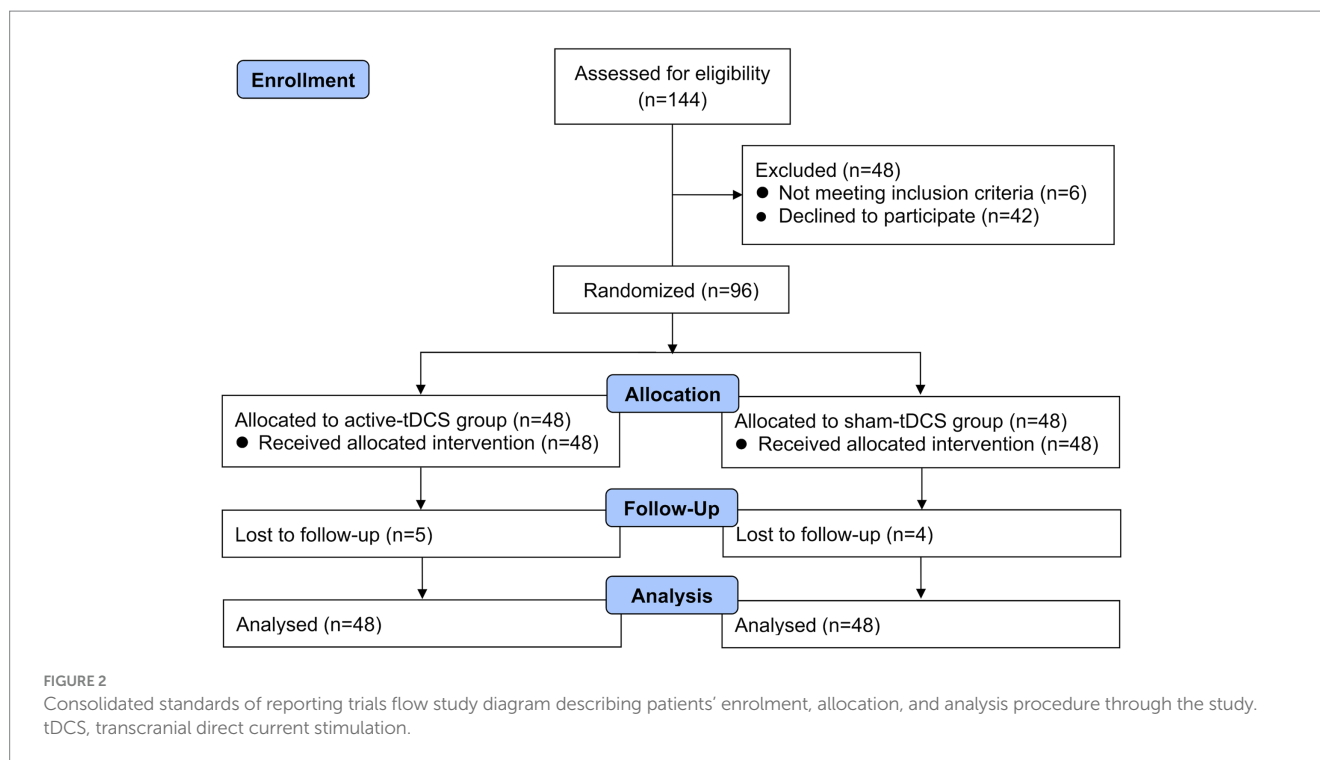 Enrollment
Assessed for eligibility
(n=144)
Excluded (n=48)
● Not meeting inclusion criteria (n=6)
● Declined to participate (n=42)
Randomized (n=96)
Allocation
Allocated to active-tDCS group (n=48)
● Received allocated intervention (n=48)
Allocated to sham-tDCS group (n=48)
● Received allocated intervention (n=48)
Follow-Up
Lost to follow-up (n=5)
Lost to follow-up (n=4)
Analysis
Analysed (n=48)
Analysed (n=48)
FIGURE 2
Consolidated standards of reporting trials flow study diagram describing patients’ enrolment, allocation, and analysis procedure through the study.
tDCS, transcranial direct current stimulation.